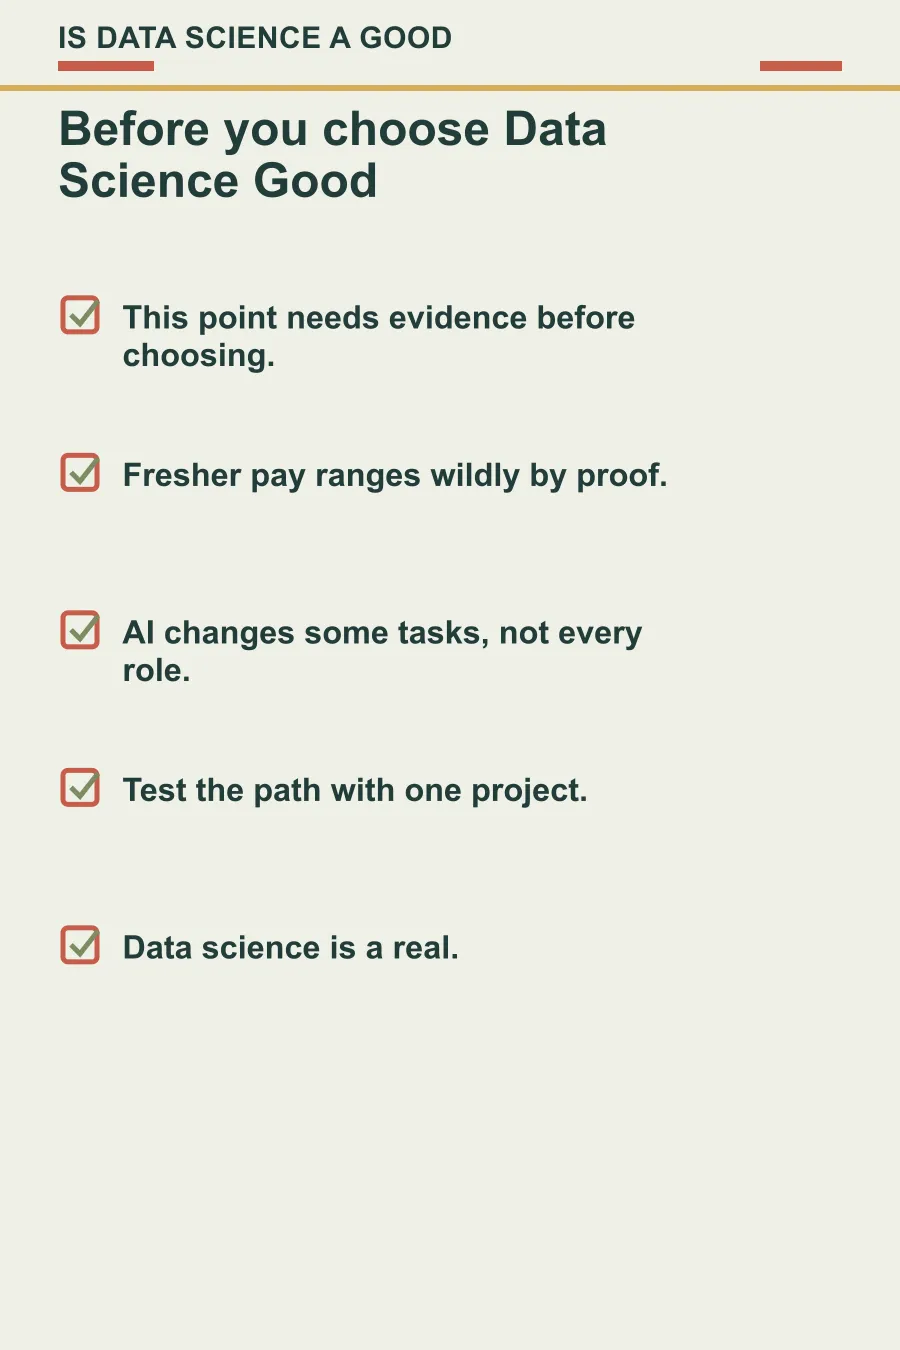 IS DATA SCIENCE A GOOD
Before you choose Data
Science Good
This point needs evidence before
choosing.
Fresher pay ranges wildly by proof.
AI changes some tasks, not every
role.
Test the path with one project.
Data science is a real.